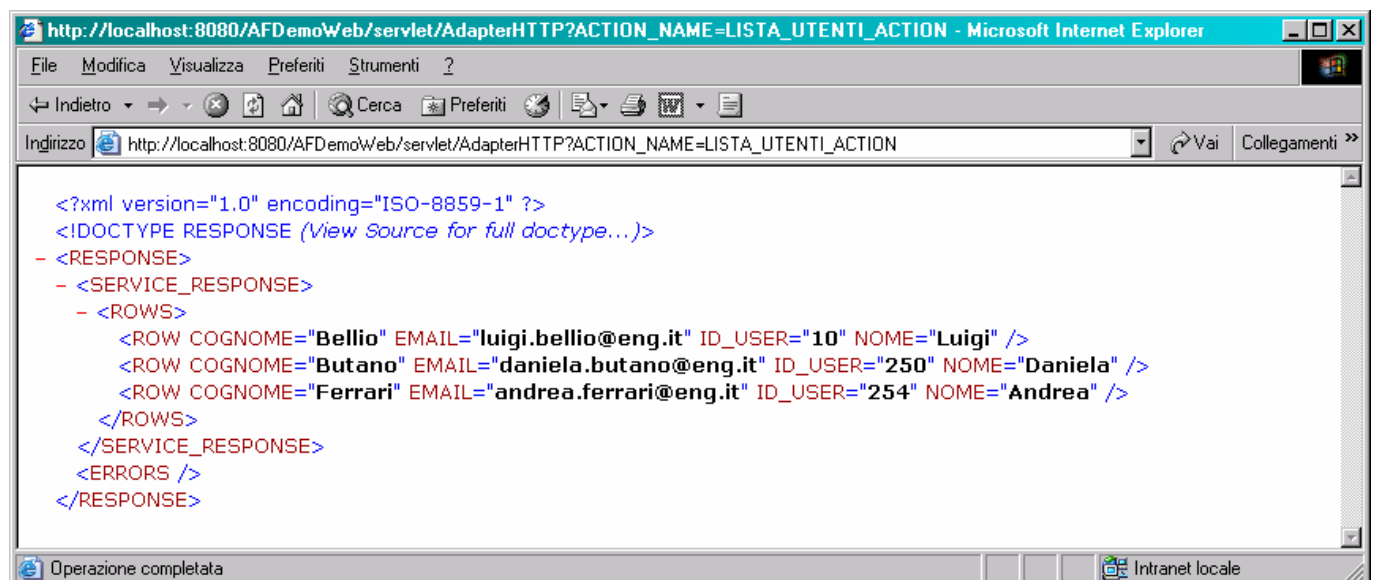 http://localhost:8080/AFDemoWeb/servlet/AdapterHTTP?ACTION_NAME=LISTA_UTENTI_ACTION - Microsoft Internet Explorer
File Modifica Visualizza Preferiti Strumenti ?
Indietro Cerca Preferiti
Indirizzo http://localhost:8080/AFDemoWeb/servlet/AdapterHTTP?ACTION_NAME=LISTA_UTENTI_ACTION Vai Collegamenti »
<?xml version="1.0" encoding="ISO-8859-1" ?>
<!DOCTYPE RESPONSE (View Source for full doctype...)>
- <RESPONSE>
- <SERVICE_RESPONSE>
- <ROWS>
<ROW COGNOME="Bellio" EMAIL="luigi.bellio@eng.it" ID_USER="10" NOME="Luigi" />
<ROW COGNOME="Butano" EMAIL="daniela.butano@eng.it" ID_USER="250" NOME="Daniela" />
<ROW COGNOME="Ferrari" EMAIL="andrea.ferrari@eng.it" ID_USER="254" NOME="Andrea" />
</ROWS>
</SERVICE_RESPONSE>
<ERRORS />
</RESPONSE>
Operazione completata Intranet locale